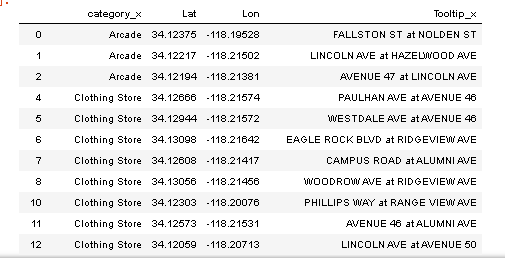 category_x Lat Lon Tooltip_x
0 Arcade 34.12375 -118.19528 FALLSTON ST at NOLDEN ST
1 Arcade 34.12217 -118.21502 LINCOLN AVE at HAZELWOOD AVE
2 Arcade 34.12194 -118.21381 AVENUE 47 at LINCOLN AVE
4 Clothing Store 34.12666 -118.21574 PAULHAN AVE at AVENUE 46
5 Clothing Store 34.12944 -118.21572 WESTDALE AVE at AVENUE 46
6 Clothing Store 34.13098 -118.21642 EAGLE ROCK BLVD at RIDGEVIEW AVE
7 Clothing Store 34.12608 -118.21417 CAMPUS ROAD at ALUMNI AVE
8 Clothing Store 34.13056 -118.21456 WOODROW AVE at RIDGEVIEW AVE
10 Clothing Store 34.12303 -118.20076 PHILLIPS WAY at RANGE VIEW AVE
11 Clothing Store 34.12573 -118.21531 AVENUE 46 at ALUMNI AVE
12 Clothing Store 34.12059 -118.20713 LINCOLN AVE at AVENUE 50